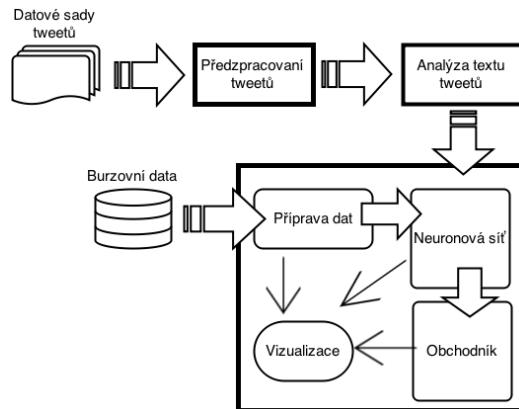 Datové sady
tweetů
Předzpracovaní
tweetů
Analýza textu
tweetů
Burzovní data
Příprava dat
Neuronová síť
Vizualizace
Obchodník